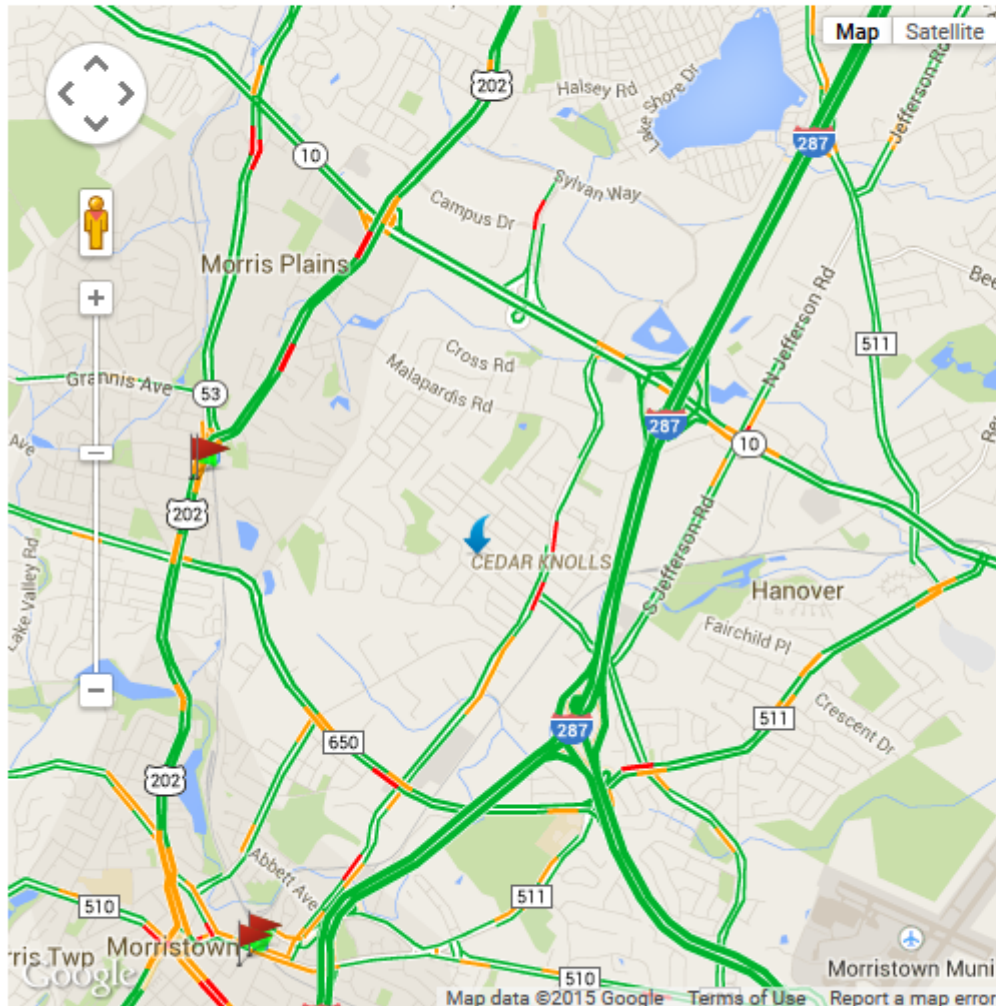 Map
Satellite
202
287
Halsey Rd
Lake Shore Dr
Jefferson Rd
10
Sylvan Way
Campus Dr
Morris Plains
Bee
511
N Jefferson Rd
Cross Rd
Malapardis Rd
Grannis Ave
53
287
10
Ave
202
CEDAR KNOLLS
S Jefferson Rd
Lake Valley Rd
Hanover
Fairchild Pl
Crescent Dr
511
287
650
202
Abbett Ave
511
510
rris Twp
Morristown
Google
510
Morristown Muni
Map data ©2015 Google
Terms of Use
Report a map error